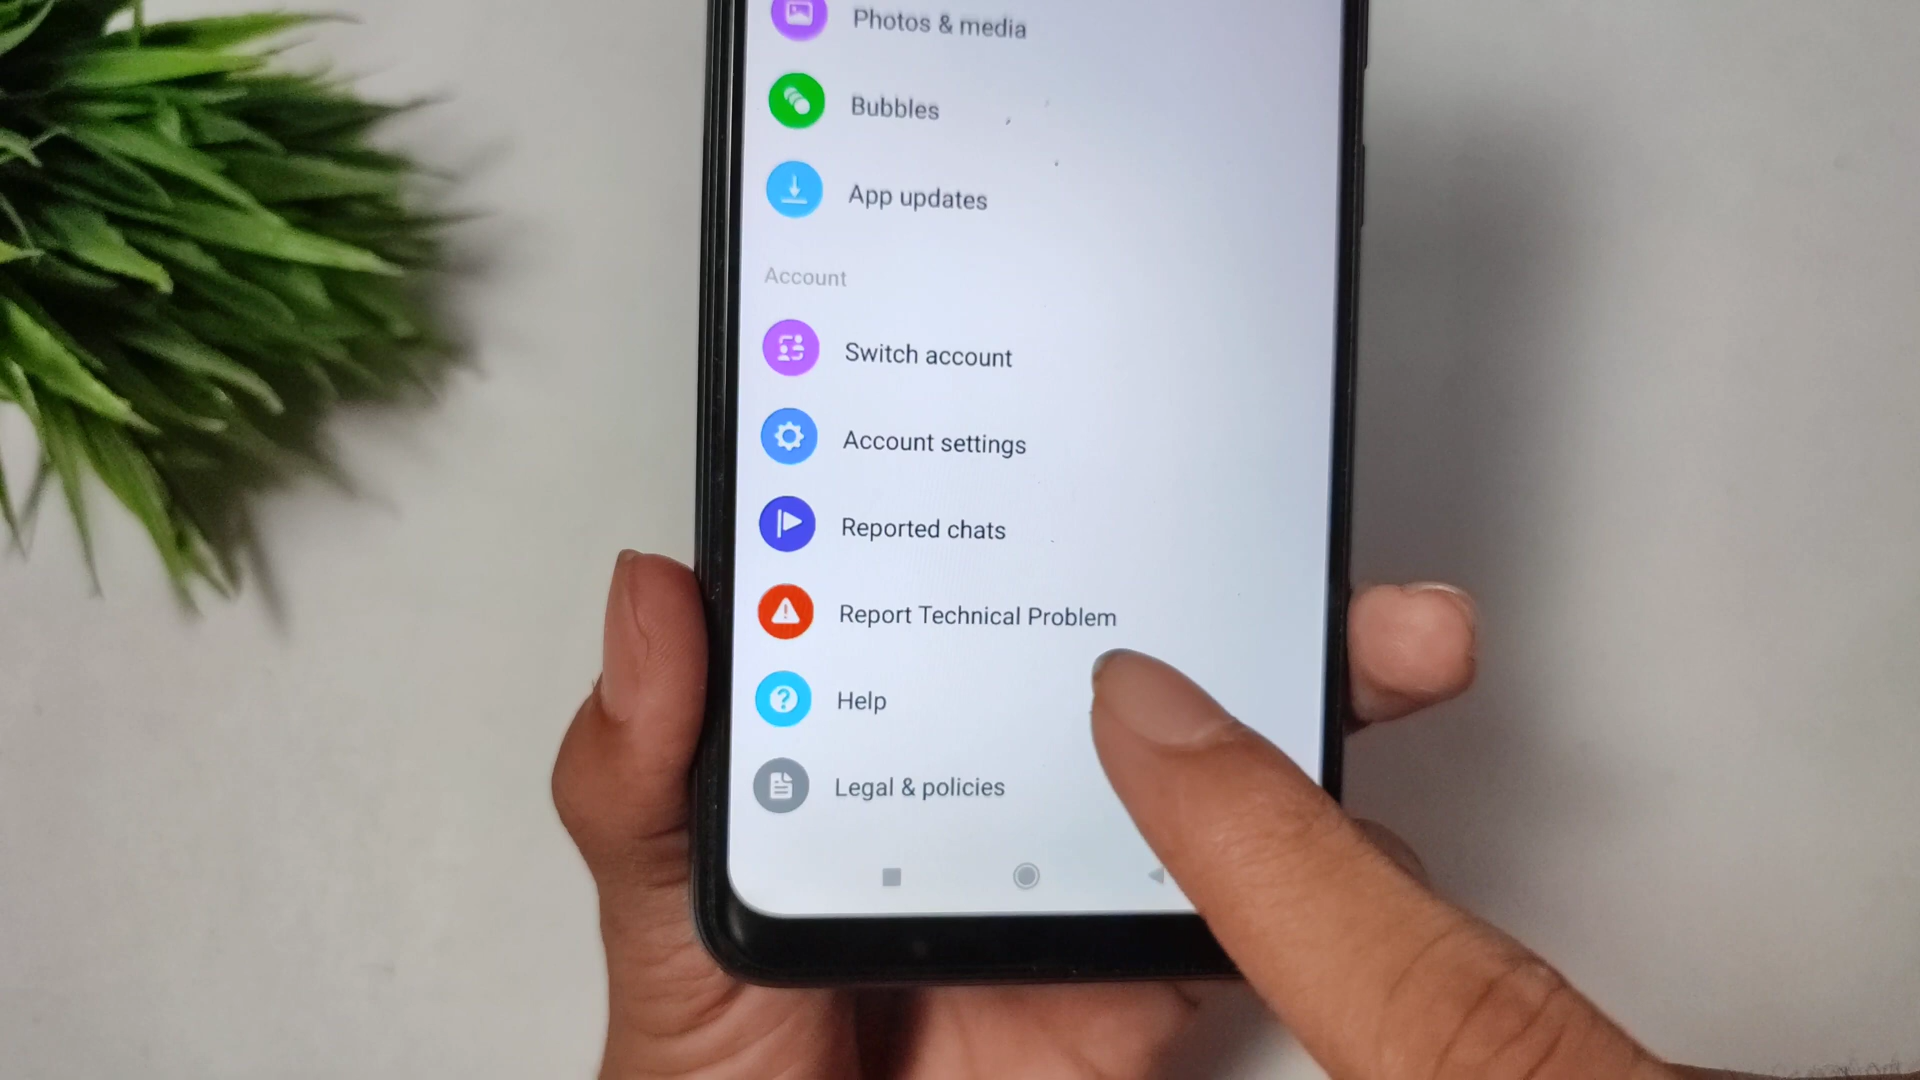 Photos & media
Bubbles
App updates
Account
Switch account
Account settings
Reported chats
Report Technical Problem
Help
Legal & policies